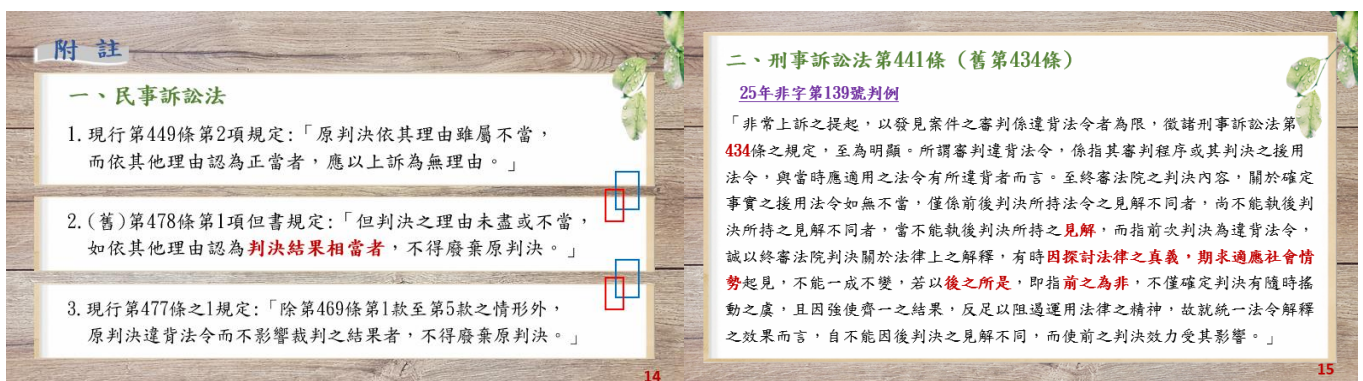 附 註
一、民事訴訟法
1.現行第449條第2項規定:「原判決依其理由雖屬不當,
而依其他理由認為正當者,應以上訴為無理由。」
2.(舊)第478條第1項但書規定:「但判決之理由未盡或不當,
如依其他理由認為判決結果相當者,不得廢棄原判決。」
3.現行第477條之1規定:「除第469條第1款至第5款之情形外,
原判決違背法令而不影響裁判之結果者,不得廢棄原判決。」
14
二、刑事訴訟法第441條(舊第434條)
25年非字第139號判例
「非常上訴之提起,以發見案件之審判係違背法令者為限,徵諸刑事訴訟法第
434條之規定,至為明顯。所謂審判違背法令,係指其審判程序或其判決之援用
法令,與當時應適用之法令有所違背者而言。至終審法院之判決內容,關於確定
事實之援用法令如無不當,僅係前後判決所持法令之見解不同者,尚不能執後判
決所持之見解不同者,當不能執後判決所持之見解,而指前次判決為違背法令,
誠以終審法院判決關於法律上之解釋,有時因探討法律之真義,期求適應社會情
勢起見,不能一成不變,若以後之所是,即指前之為非,不僅確定判決有隨時搖
動之虞,且因強使齊一之結果,反足以阻遏運用法律之精神,故就統一法令解釋
之效果而言,自不能因後判決之見解不同,而使前之判決效力受其影響。」
15